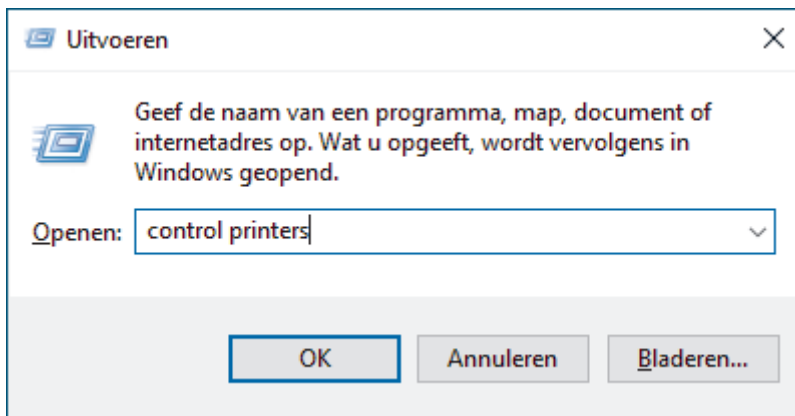 Uitvoeren
Geef de naam van een programma, map, document of
internetadres op. Wat u opgeeft, wordt vervolgens in
Windows geopend.
Openen: control printers
OK Annuleren Bladeren...